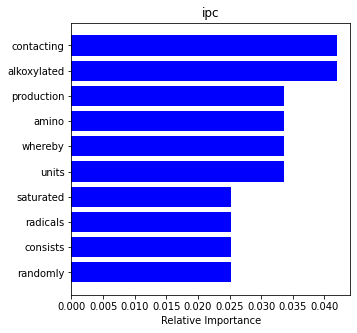 ipc
contacting
alkoxylated
production
amino
whereby
units
saturated
radicals
consists
randomly
0.000 0.005 0.010 0.015 0.020 0.025 0.030 0.035 0.040
Relative Importance